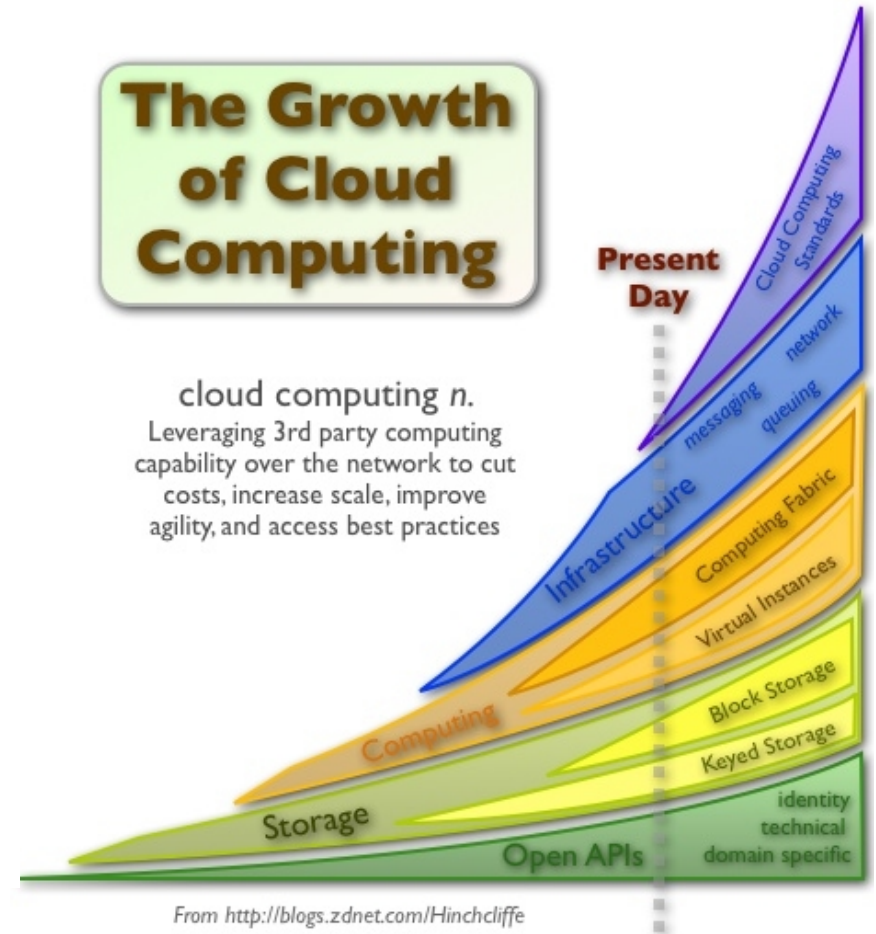 The Growth
of Cloud
Computing
Present
Day
cloud computing n.
Leveraging 3rd party computing
capability over the network to cut
costs, increase scale, improve
agility, and access best practices
Cloud Computing
Standards
network
messaging
queuing
Infrastructure
Computing Fabric
Virtual Instances
Computing
Block Storage
Keyed Storage
Storage
identity
technical
domain specific
Open APIs
From http://blogs.zdnet.com/Hinchcliffe